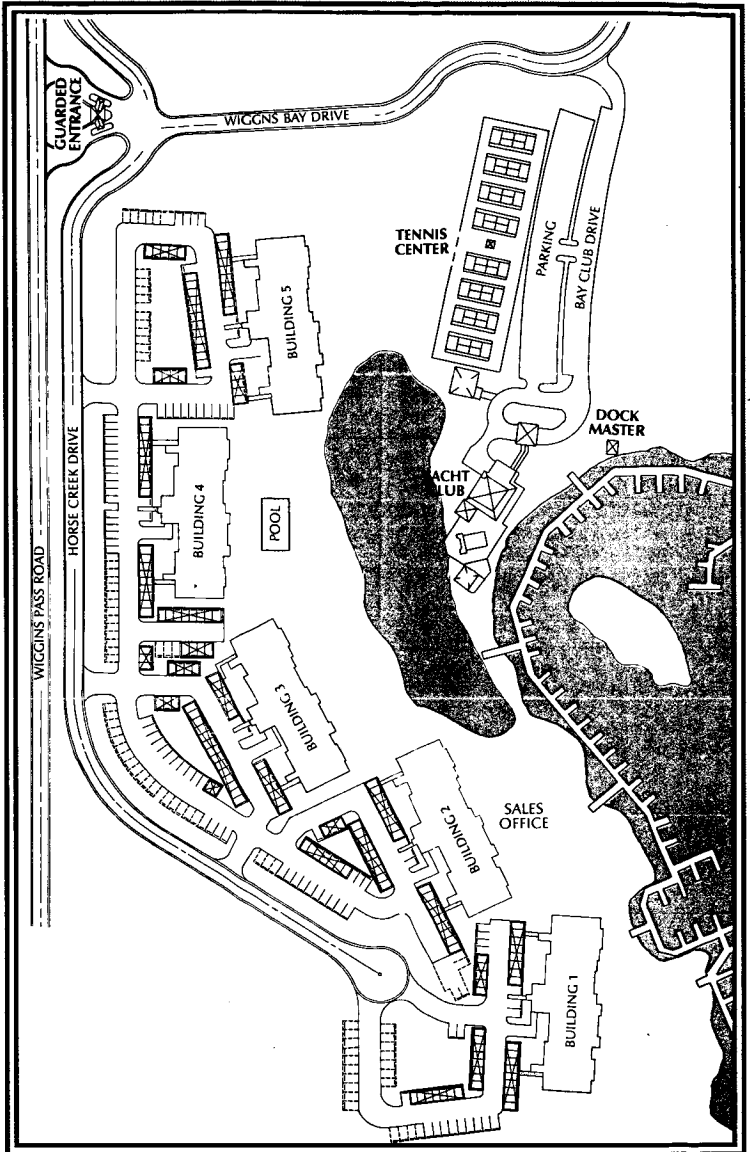 GUARDED
ENTRANCE
WIGGNS BAY DRIVE
TENNIS
CENTER
PARKING
BAY CLUB DRIVE
BUILDING 5
DOCK
MASTER
ACHT
LUB
HORSE CREEK DRIVE
BUILDING 4
POOL
WIGGINS PASS ROAD
BUILDING 3
BUILDING 2
SALES
OFFICE
BUILDING 1